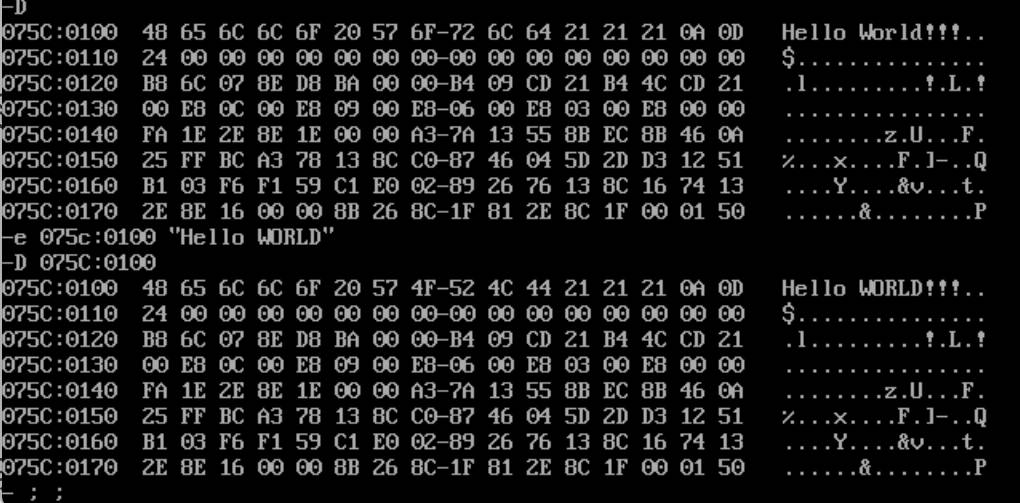 -D
075C:0100  48 65 6C 6C 6F 20 57 6F-72 6C 64 21 21 21 0A 0D   Hello World!!!..
075C:0110  24 00 00 00 00 00 00 00-00 00 00 00 00 00 00 00   $...............
075C:0120  B8 6C 07 8E D8 BA 00 00-B4 09 CD 21 B4 4C CD 21   .l.........!.L.!
075C:0130  00 E8 0C 00 E8 09 00 E8-06 00 E8 03 00 E8 00 00   ................
075C:0140  FA 1E 2E 8E 1E 00 00 A3-7A 13 55 8B EC 8B 46 0A   ........z.U...F.
075C:0150  25 FF BC A3 78 13 8C C0-87 46 04 5D 2D D3 12 51   %...x....F.]-..Q
075C:0160  B1 03 F6 F1 59 C1 E0 02-89 26 76 13 8C 16 74 13   ....Y....&v...t.
075C:0170  2E 8E 16 00 00 8B 26 8C-1F 81 2E 8C 1F 00 01 50   ......&........P
-e 075c:0100 "Hello WORLD"
-D 075C:0100
075C:0100  48 65 6C 6C 6F 20 57 4F-52 4C 44 21 21 21 0A 0D   Hello WORLD!!!..
075C:0110  24 00 00 00 00 00 00 00-00 00 00 00 00 00 00 00   $...............
075C:0120  B8 6C 07 8E D8 BA 00 00-B4 09 CD 21 B4 4C CD 21   .l.........!.L.!
075C:0130  00 E8 0C 00 E8 09 00 E8-06 00 E8 03 00 E8 00 00   ................
075C:0140  FA 1E 2E 8E 1E 00 00 A3-7A 13 55 8B EC 8B 46 0A   ........z.U...F.
075C:0150  25 FF BC A3 78 13 8C C0-87 46 04 5D 2D D3 12 51   %...x....F.]-..Q
075C:0160  B1 03 F6 F1 59 C1 E0 02-89 26 76 13 8C 16 74 13   ....Y....&v...t.
075C:0170  2E 8E 16 00 00 8B 26 8C-1F 81 2E 8C 1F 00 01 50   ......&........P
- ; ;